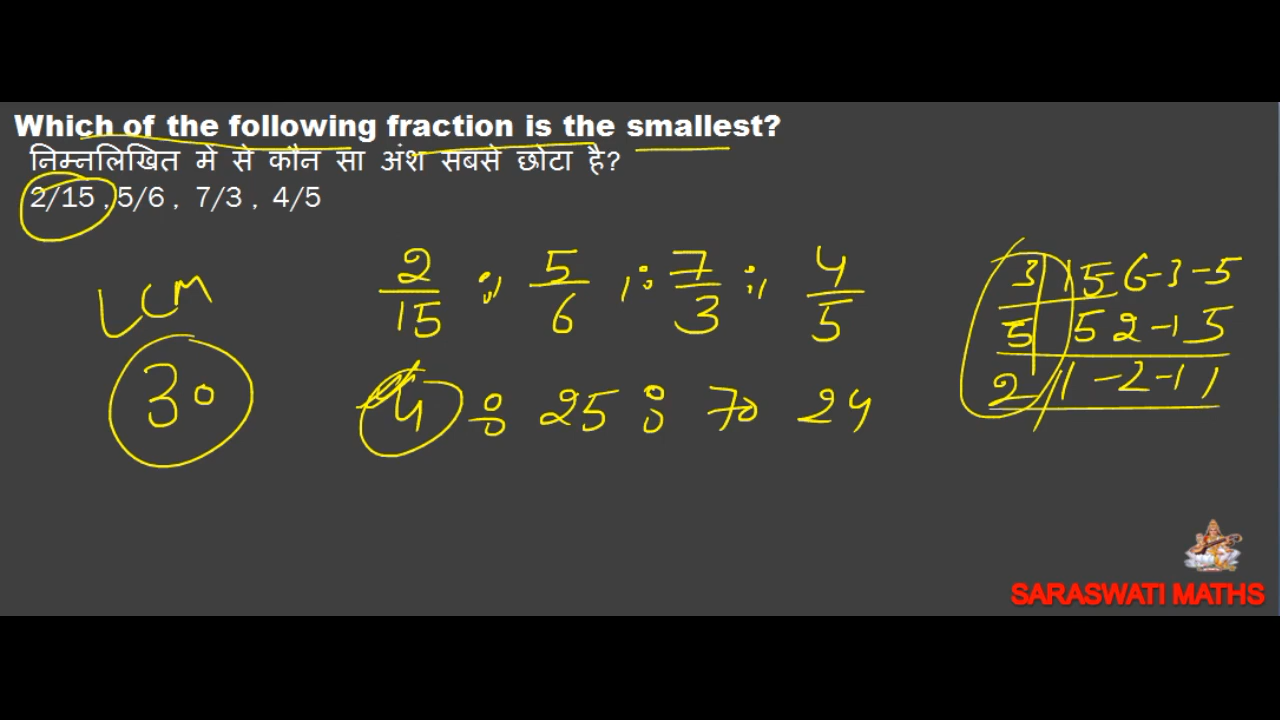 Which of the following fraction is the smallest?
निम्नलिखित में से कौन सा अंश सबसे छोटा है?
2/15 , 5/6 , 7/3 , 4/5
LCM
30
2/15 : , 5/6 , : 7/3 : , 4/5
4 : 25 : 70 24
3 | 15 6-3-5
5 | 5 2-1 5
2 | 1-2-1 1
SARASWATI MATHS